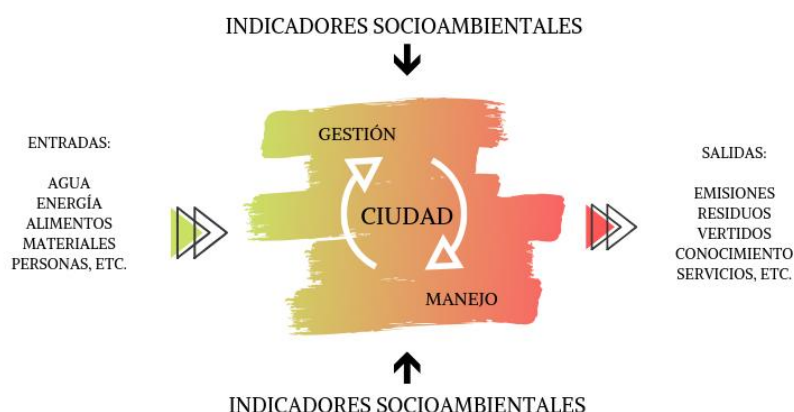 INDICADORES SOCIOAMBIENTALES
ENTRADAS:
AGUA
ENERGÍA
ALIMENTOS
MATERIALES
PERSONAS, ETC.
GESTIÓN
CIUDAD
MANEJO
SALIDAS:
EMISIONES
RESIDUOS
VERTIDOS
CONOCIMIENTO
SERVICIOS, ETC.
INDICADORES SOCIOAMBIENTALES